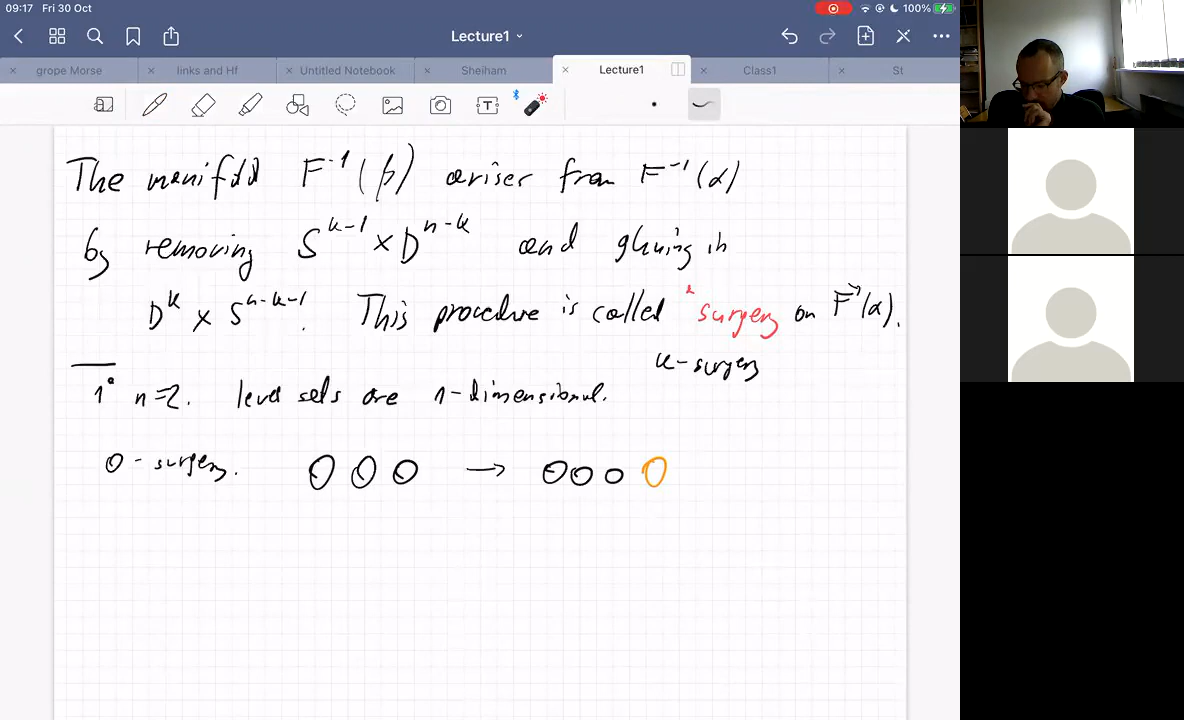 09:17 Fri 30 Oct
100%
Lecture1
grope Morse
links and Hf
Untitled Notebook
Sheiham
Lecture1
Class1
St
The manifold F⁻¹(β) arises from F⁻¹(α)
by removing S^{k-1} × D^{n-k} and gluing in
D^k × S^{n-k-1}. This procedure is called surgery on F⁻¹(α).
k-surgery
1° n=2. level sets are 1-dimensional.
0-surgery. →